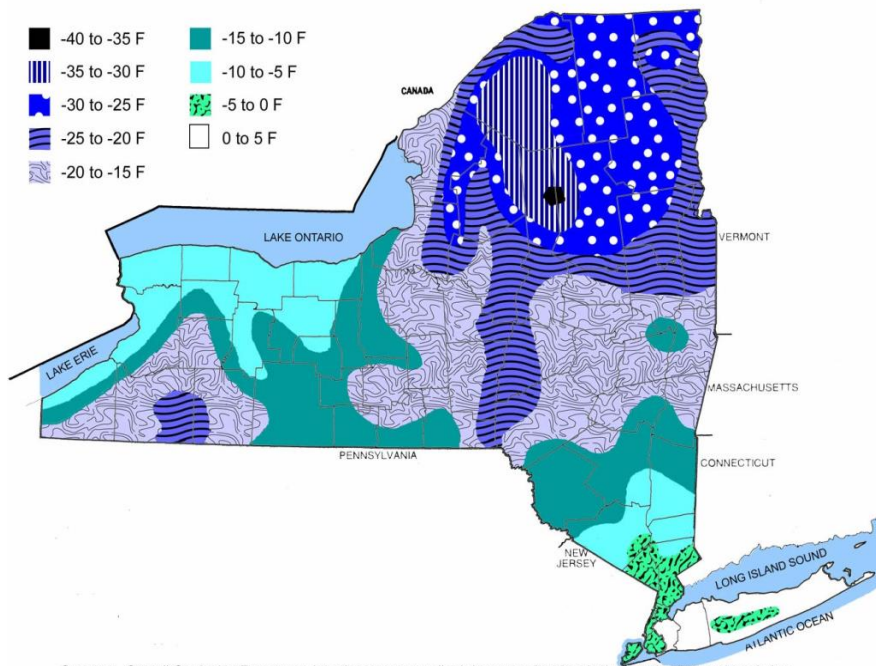 -40 to -35 F
-35 to -30 F
-30 to -25 F
-25 to -20 F
-20 to -15 F
-15 to -10 F
-10 to -5 F
-5 to 0 F
0 to 5 F
CANADA
LAKE ONTARIO
VERMONT
LAKE ERIE
MASSACHUSETTS
PENNSYLVANIA
CONNECTICUT
NEW
JERSEY
LONG ISLAND SOUND
ATLANTIC OCEAN